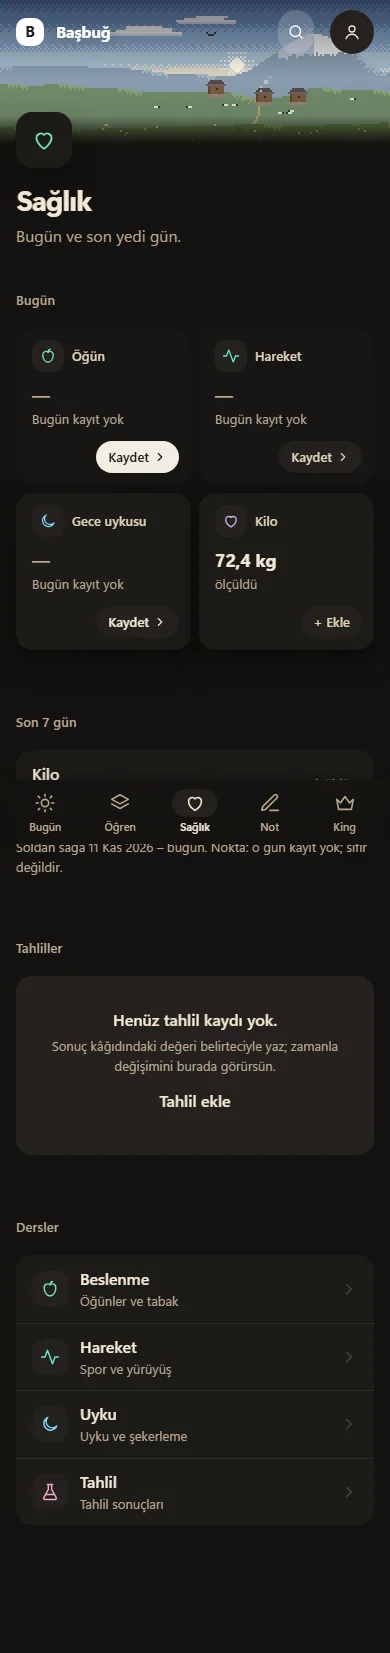 B Başbuğ
Sağlık
Bugün ve son yedi gün.
Bugün
Öğün
—
Bugün kayıt yok
Kaydet
Hareket
—
Bugün kayıt yok
Kaydet
Gece uykusu
—
Bugün kayıt yok
Kaydet
Kilo
72,4 kg
ölçüldü
+ Ekle
Son 7 gün
Kilo
Bugün
Öğren
Sağlık
Not
King
Soldan sağa 11 Kas 2026 – bugün. Nokta: o gün kayıt yok; sıfır
değildir.
Tahliller
Henüz tahlil kaydı yok.
Sonuç kâğıdındaki değeri belirteciyle yaz; zamanla
değişimini burada görürsün.
Tahlil ekle
Dersler
Beslenme
Öğünler ve tabak
Hareket
Spor ve yürüyüş
Uyku
Uyku ve şekerleme
Tahlil
Tahlil sonuçları